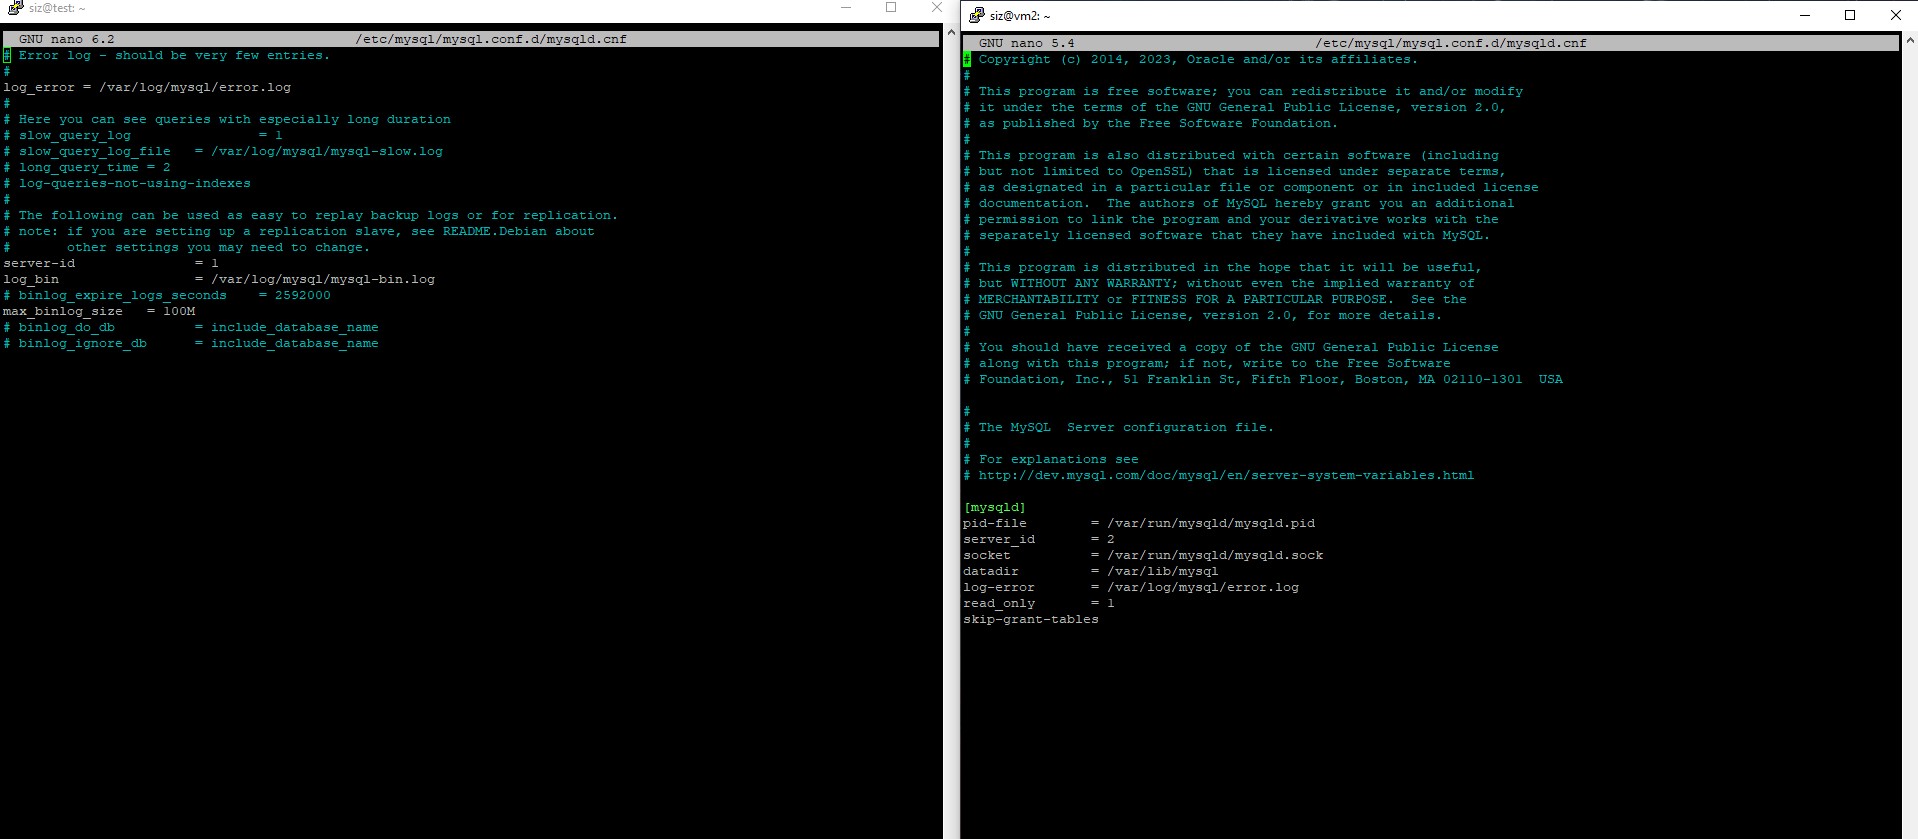 siz@test: ~
GNU nano 6.2 /etc/mysql/mysql.conf.d/mysqld.cnf
# Error log - should be very few entries.
#
log_error = /var/log/mysql/error.log
#
# Here you can see queries with especially long duration
# slow_query_log = 1
# slow_query_log_file = /var/log/mysql/mysql-slow.log
# long_query_time = 2
# log-queries-not-using-indexes
#
# The following can be used as easy to replay backup logs or for replication.
# note: if you are setting up a replication slave, see README.Debian about
# other settings you may need to change.
server-id = 1
log_bin = /var/log/mysql/mysql-bin.log
# binlog_expire_logs_seconds = 2592000
max_binlog_size = 100M
# binlog_do_db = include_database_name
# binlog_ignore_db = include_database_name
siz@vm2: ~
GNU nano 5.4 /etc/mysql/mysql.conf.d/mysqld.cnf
# Copyright (c) 2014, 2023, Oracle and/or its affiliates.
#
# This program is free software; you can redistribute it and/or modify
# it under the terms of the GNU General Public License, version 2.0,
# as published by the Free Software Foundation.
#
# This program is also distributed with certain software (including
# but not limited to OpenSSL) that is licensed under separate terms,
# as designated in a particular file or component or in included license
# documentation.  The authors of MySQL hereby grant you an additional
# permission to link the program and your derivative works with the
# separately licensed software that they have included with MySQL.
#
# This program is distributed in the hope that it will be useful,
# but WITHOUT ANY WARRANTY; without even the implied warranty of
# MERCHANTABILITY or FITNESS FOR A PARTICULAR PURPOSE.  See the
# GNU General Public License, version 2.0, for more details.
#
# You should have received a copy of the GNU General Public License
# along with this program; if not, write to the Free Software
# Foundation, Inc., 51 Franklin St, Fifth Floor, Boston, MA 02110-1301  USA
#
# The MySQL  Server configuration file.
#
# For explanations see
# http://dev.mysql.com/doc/mysql/en/server-system-variables.html
[mysqld]
pid-file = /var/run/mysqld/mysqld.pid
server_id = 2
socket = /var/run/mysqld/mysqld.sock
datadir = /var/lib/mysql
log-error = /var/log/mysql/error.log
read_only = 1
skip-grant-tables